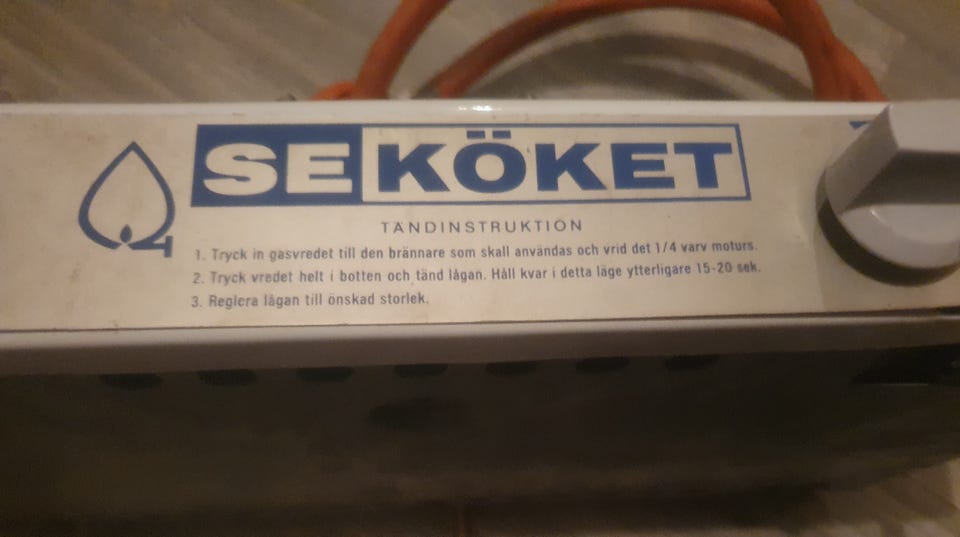 SE KÖKET
TÄNDINSTRUKTION
1. Tryck in gasvredet till den brännare som skall användas och vrid det 1/4 varv moturs.
2. Tryck vredet helt i botten och tänd lågan. Håll kvar i detta läge ytterligare 15-20 sek.
3. Reglera lågan till önskad storlek.